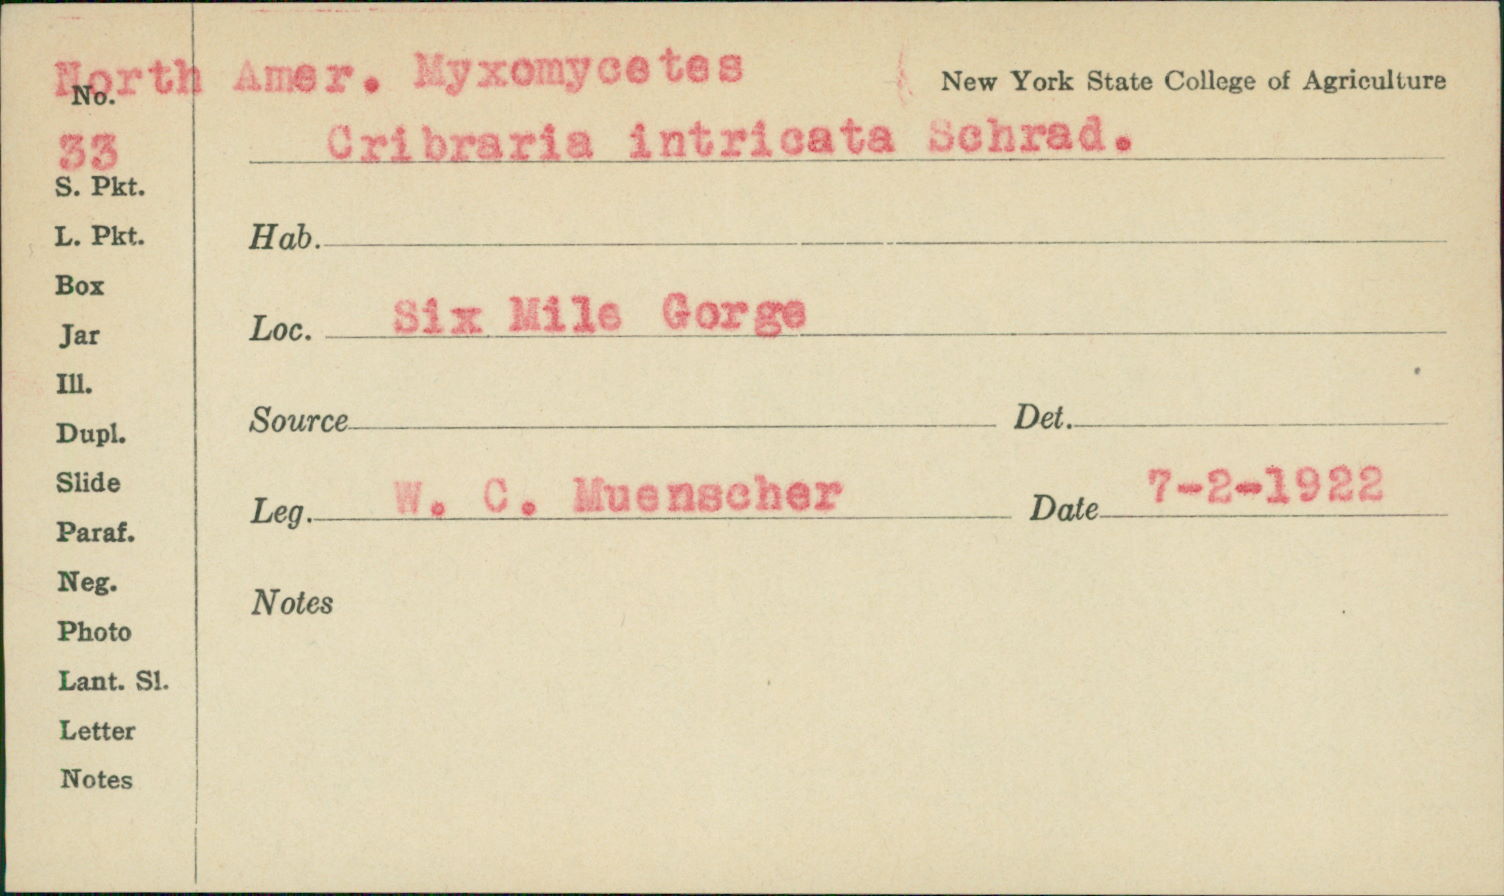 North Amer. Myxomycetes
New York State College of Agriculture
No.
33
Cribraria intricata Schrad.
S. Pkt.
L. Pkt.
Hab.
Box
Loc. Six Mile Gorge
Jar
Ill.
Source Det.
Dupl.
Slide
Leg. W. C. Muenscher Date 7-2-1922
Paraf.
Neg.
Notes
Photo
Lant. Sl.
Letter
Notes